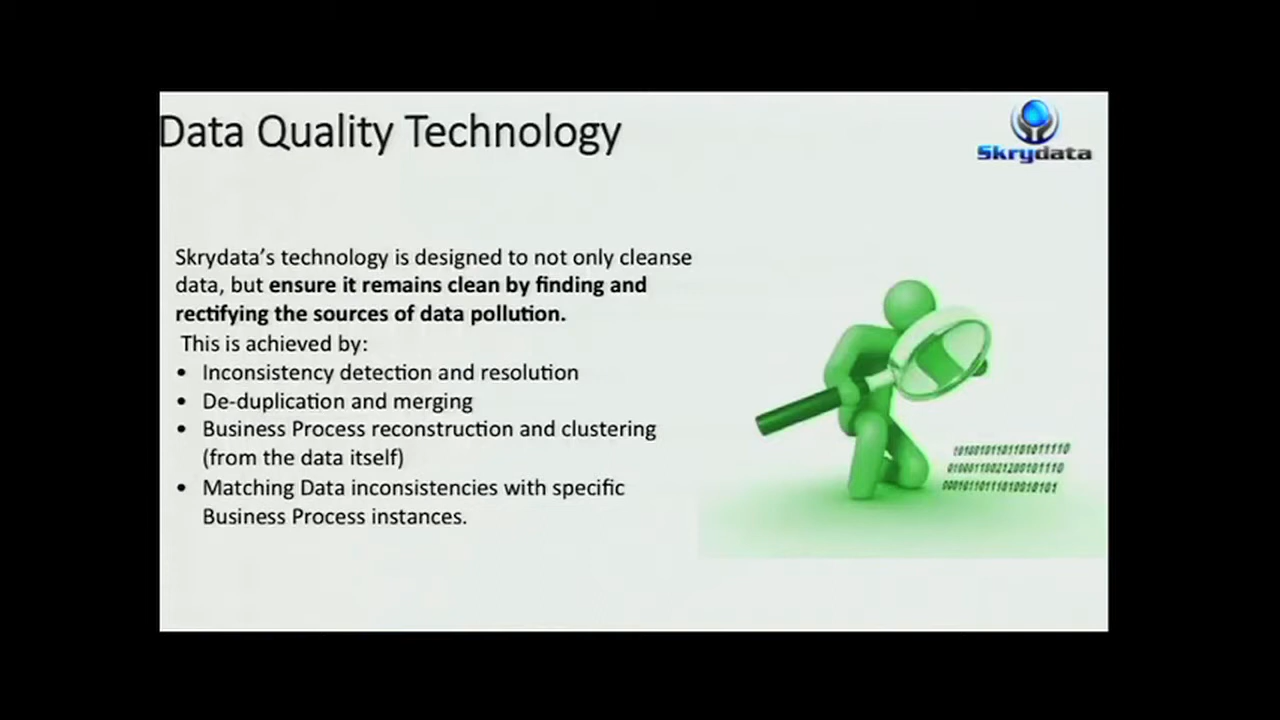 Data Quality Technology
Skrydata
Skrydata’s technology is designed to not only cleanse
data, but ensure it remains clean by finding and
rectifying the sources of data pollution.
This is achieved by:
• Inconsistency detection and resolution
• De-duplication and merging
• Business Process reconstruction and clustering
(from the data itself)
• Matching Data inconsistencies with specific
Business Process instances.